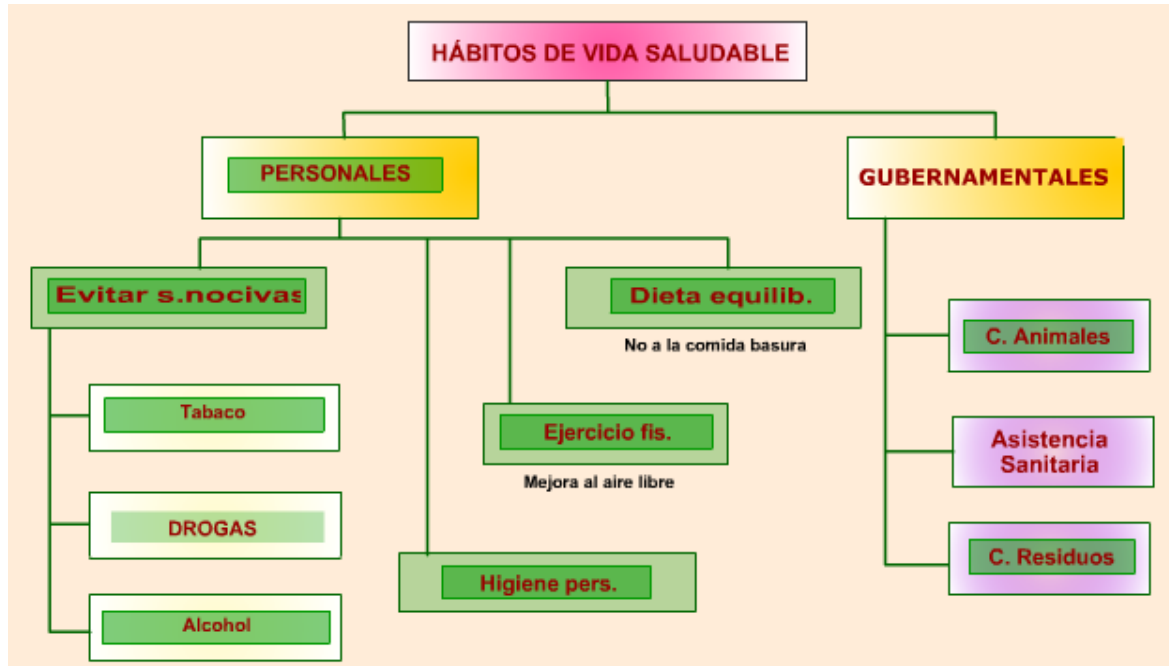 HÁBITOS DE VIDA SALUDABLE
PERSONALES
GUBERNAMENTALES
Evitar s.nocivas
Dieta equilib.
No a la comida basura
C. Animales
Tabaco
Ejercicio fis.
Mejora al aire libre
Asistencia
Sanitaria
DROGAS
Higiene pers.
C. Residuos
Alcohol